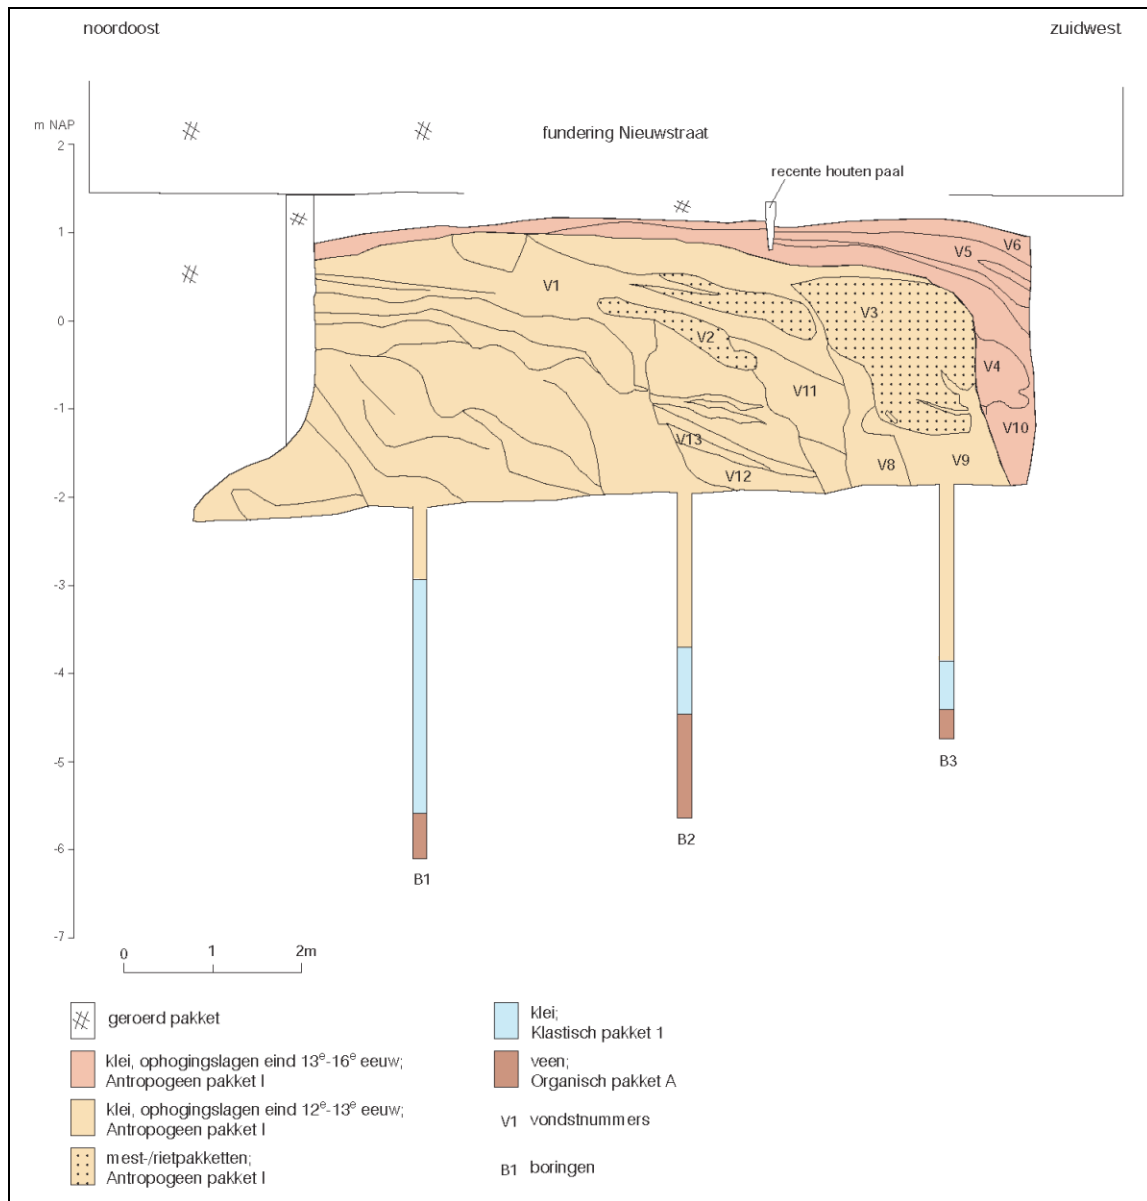 noordoost
zuidwest
m NAP
2
fundering Nieuwstraat
recente houten paal
1
V6
V5
V1
0
V3
V2
V4
V11
-1
V10
V13
V8
V9
V12
-2
-3
-4
-5
B3
B2
-6
B1
-7
0 1 2m
geroerd pakket
klei, ophogingslagen eind 13e-16e eeuw;
Antropogeen pakket I
klei, ophogingslagen eind 12e-13e eeuw;
Antropogeen pakket I
mest-/rietpakketten;
Antropogeen pakket I
klei;
Klastisch pakket 1
veen;
Organisch pakket A
V1 vondstnummers
B1 boringen